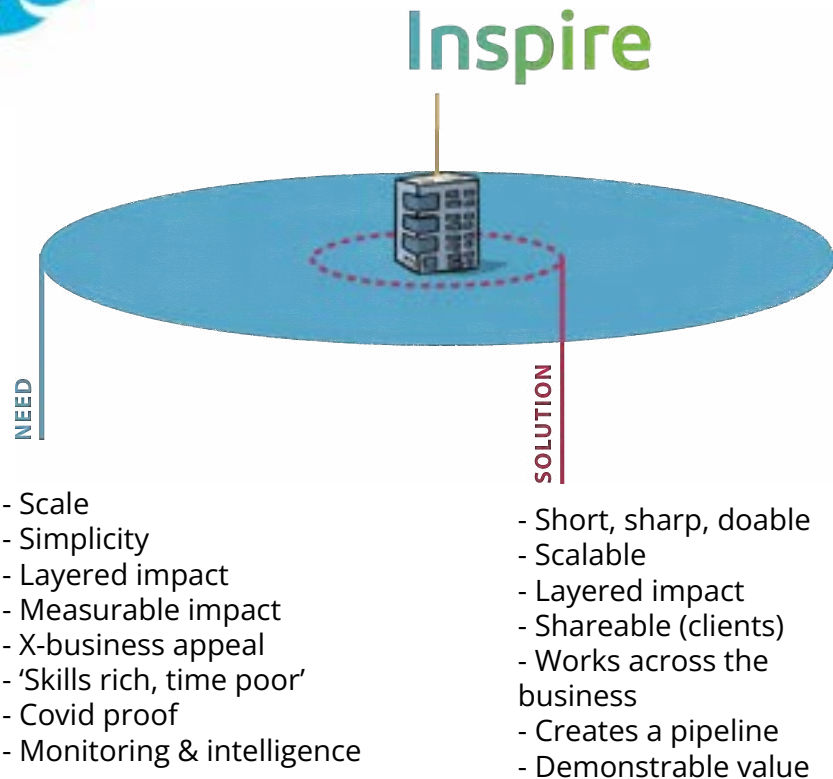 Inspire
NEED
SOLUTION
- Scale
- Simplicity
- Layered impact
- Measurable impact
- X-business appeal
- ‘Skills rich, time poor’
- Covid proof
- Monitoring & intelligence
- Short, sharp, doable
- Scalable
- Layered impact
- Shareable (clients)
- Works across the
business
- Creates a pipeline
- Demonstrable value